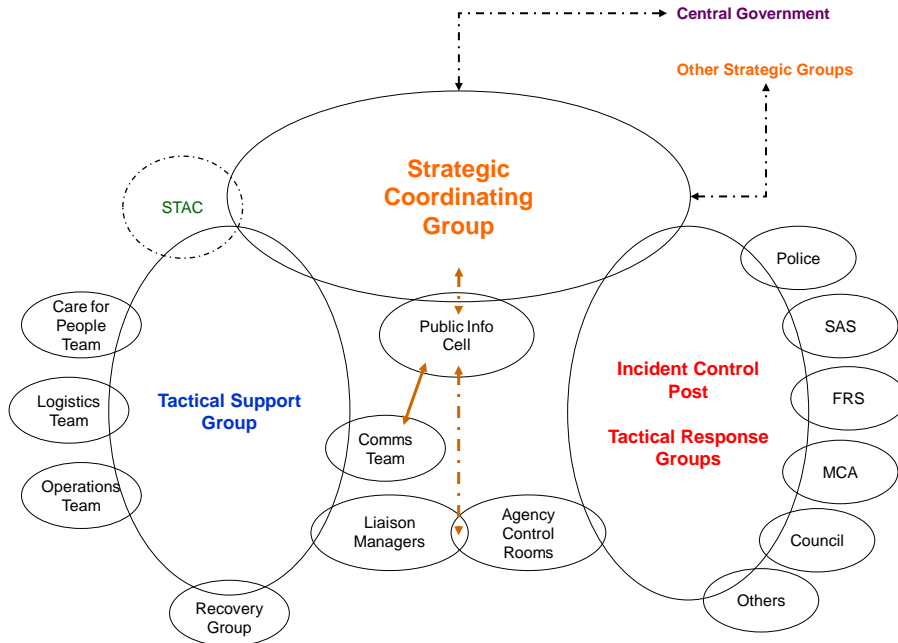 Central Government
Other Strategic Groups
Strategic
Coordinating
Group
STAC
Police
Care for
People
Team
Public Info
Cell
SAS
Incident Control
Post
Tactical Support
Group
Logistics
Team
FRS
Tactical Response
Groups
Comms
Team
MCA
Operations
Team
Liaison
Managers
Agency
Control
Rooms
Council
Others
Recovery
Group